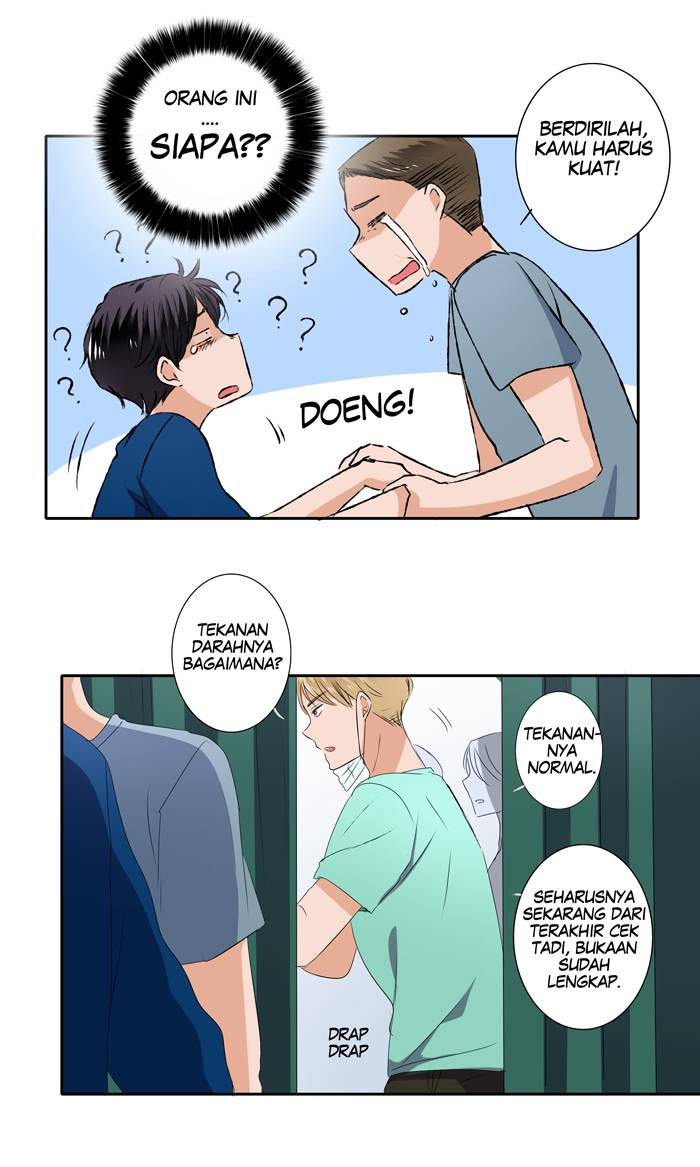 ORANG INI
....
SIAPA??
BERDIRILAH,
KAMU HARUS
KUAT!
? ? ? ? ? ? ? ?
DOENG!
TEKANAN
DARAHNYA
BAGAIMANA?
TEKANAN-
NYA
NORMAL.
SEHARUSNYA
SEKARANG DARI
TERAKHIR CEK
TADI, BUKAAN
SUDAH
LENGKAP.
DRAP
DRAP